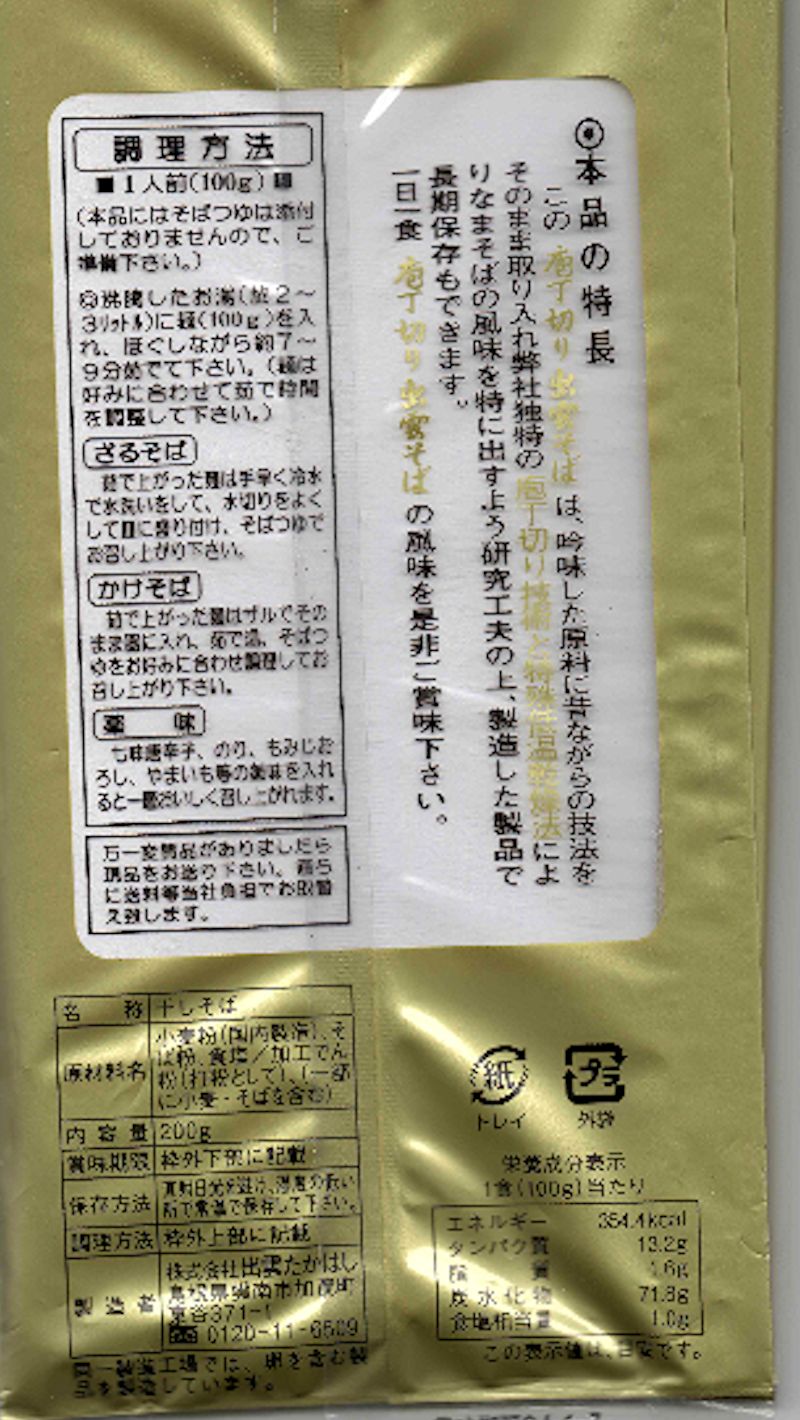 ◎本品の特長
この 庖丁切り出雲そば は、吟味した原料に昔ながらの技法を
そのまま取り入れ弊社独特の庖丁切り技術と特殊低温乾燥法によ
りなまそばの風味を特に出すよう研究工夫の上、製造した製品で
長期保存もできます。
一日一食 庖丁切り出雲そば の風味を是非ご賞味下さい。
調理方法
■1人前(100g)■
(本品にはそばつゆは添付
しておりませんので、ご
準備下さい。)
◎沸騰したお湯(放2～
3リットル)に麺(100g)を入
れ、ほぐしながら約7～
9分茹でて下さい。(麺は
好みに合わせて茹で時間
を調整して下さい。)
ざるそば
茹で上がった麺は手早く冷水
で水洗いをして、水切りをよく
して皿に盛り付け、そばつゆで
お召し上がり下さい。
かけそば
茹で上がった麺はザルでその
まま器に入れ、茹で湯、そばつ
ゆをお好みに合わせ調理してお
召し上がり下さい。
薬味
七味唐辛子、のり、もみじお
ろし、やまいも等の薬味を入れ
ると一層おいしく召し上がれます。
万一変質品がありましたら
現品をお送り下さい。直ちに
送料等当社負担でお取替
え致します。
名称 干しそば
原材料名 小麦粉(国内製造)、そ
ば粉、食塩／加工でん
粉(打粉として)、(一部
に小麦・そばを含む)
内容量 200g
賞味期限 枠外下部に記載
保存方法 直射日光を避け、湿度の低い
所で常温で保存して下さい。
調理方法 枠外上部に記載
製造者 株式会社出雲たかはし
島根県雲南市加茂町
東谷371-1
0120-11-6509
同一製造工場では、卵を含む製
品を製造しています。
紙
トレイ
プラ
外袋
栄養成分表示
1食(100g)当たり
エネルギー 354.4kcal
タンパク質 13.2g
脂質 1.6g
炭水化物 71.8g
食塩相当量 1.0g
この表示値は、目安です。